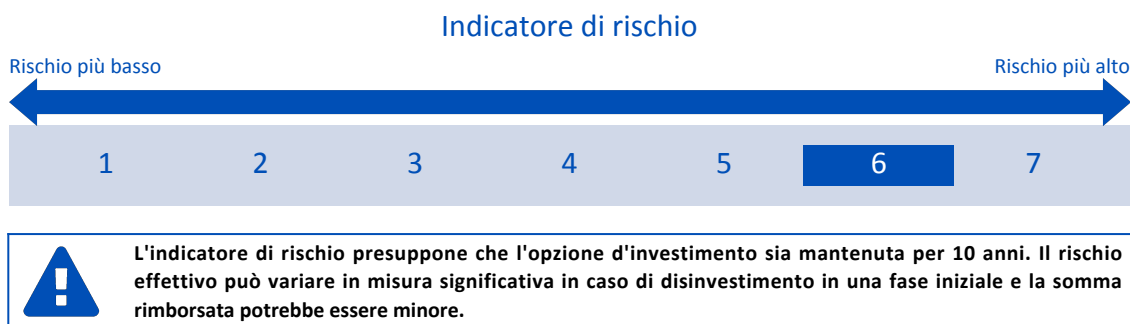 Indicatore di rischio
Rischio più basso
Rischio più alto
1 2 3 4 5 6 7
L'indicatore di rischio presuppone che l'opzione d'investimento sia mantenuta per 10 anni. Il rischio
effettivo può variare in misura significativa in caso di disinvestimento in una fase iniziale e la somma
rimborsata potrebbe essere minore.